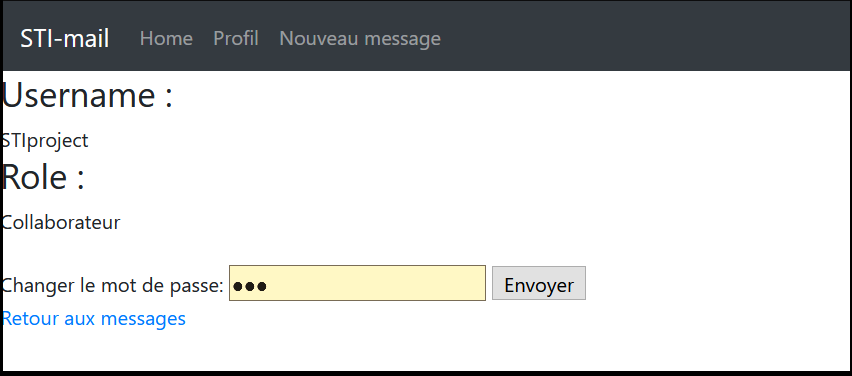 STI-mail Home Profil Nouveau message
Username :
STIproject
Role :
Collaborateur
Changer le mot de passe: ●●● Envoyer
Retour aux messages